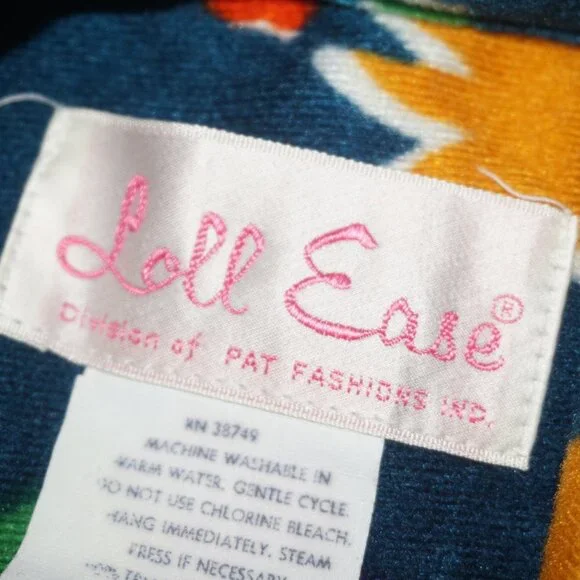 Loll Ease®
Division of PAT FASHIONS IND.
RN 38749
MACHINE WASHABLE IN
WARM WATER. GENTLE CYCLE.
DO NOT USE CHLORINE BLEACH.
HANG IMMEDIATELY. STEAM
PRESS IF NECESSARY